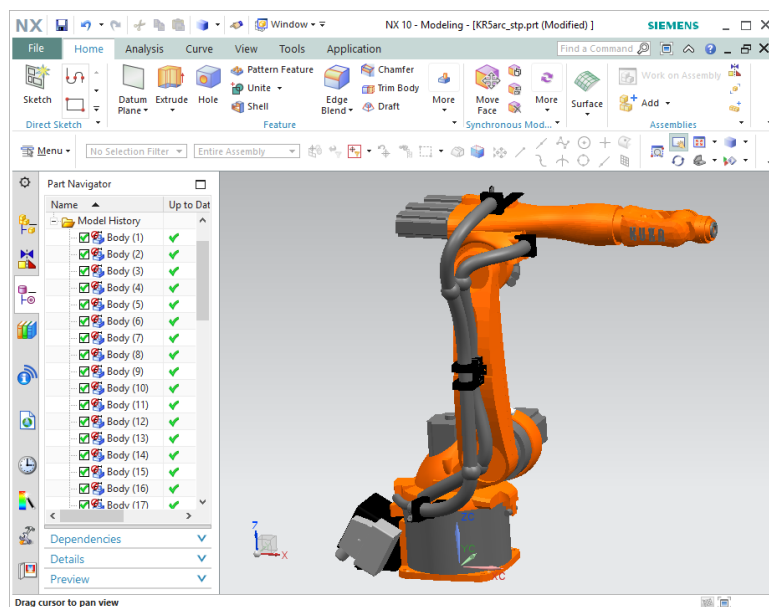 NX Window NX 10 - Modeling - [KR5arc_stp.prt (Modified) ] SIEMENS
File Home Analysis Curve View Tools Application Find a Command
Sketch Datum Plane Extrude Hole Pattern Feature Unite Shell Edge Blend Chamfer Trim Body Draft More Move Face More Surface Work on Assembly Add
Direct Sketch Feature Synchronous Mod... Assemblies
Menu No Selection Filter Entire Assembly
Part Navigator
Name Up to Dat
Model History
Body (1)
Body (2)
Body (3)
Body (4)
Body (5)
Body (6)
Body (7)
Body (8)
Body (9)
Body (10)
Body (11)
Body (12)
Body (13)
Body (14)
Body (15)
Body (16)
Body (17)
Dependencies
Details
Preview
KUKA
Z
X
ZC
YC
XC
Drag cursor to pan view